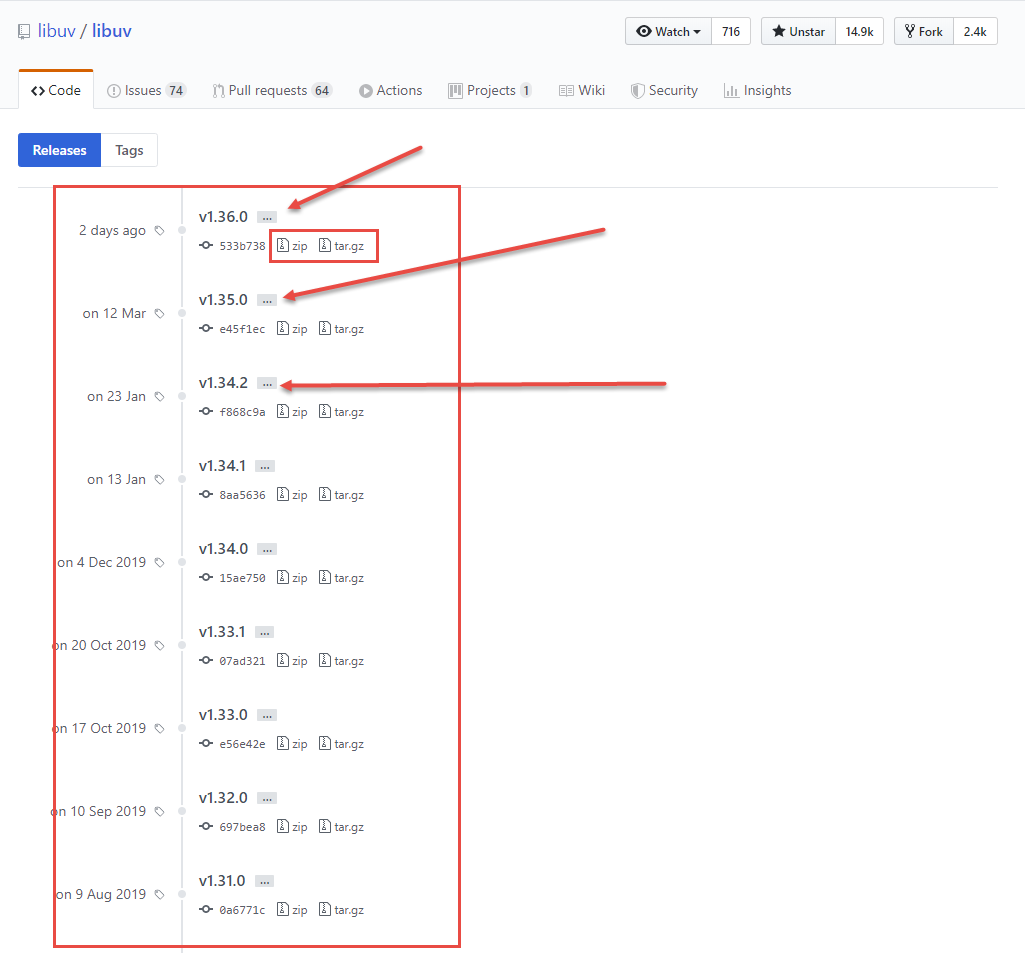 libuv / libuv
Watch 716 Unstar 14.9k Fork 2.4k
Code Issues 74 Pull requests 64 Actions Projects 1 Wiki Security Insights
Releases Tags
v1.36.0 ...
2 days ago
533b738 zip tar.gz
v1.35.0 ...
on 12 Mar
e45f1ec zip tar.gz
v1.34.2 ...
on 23 Jan
f868c9a zip tar.gz
v1.34.1 ...
on 13 Jan
8aa5636 zip tar.gz
v1.34.0 ...
on 4 Dec 2019
15ae750 zip tar.gz
v1.33.1 ...
on 20 Oct 2019
07ad321 zip tar.gz
v1.33.0 ...
on 17 Oct 2019
e56e42e zip tar.gz
v1.32.0 ...
on 10 Sep 2019
697bea8 zip tar.gz
v1.31.0 ...
on 9 Aug 2019
0a6771c zip tar.gz